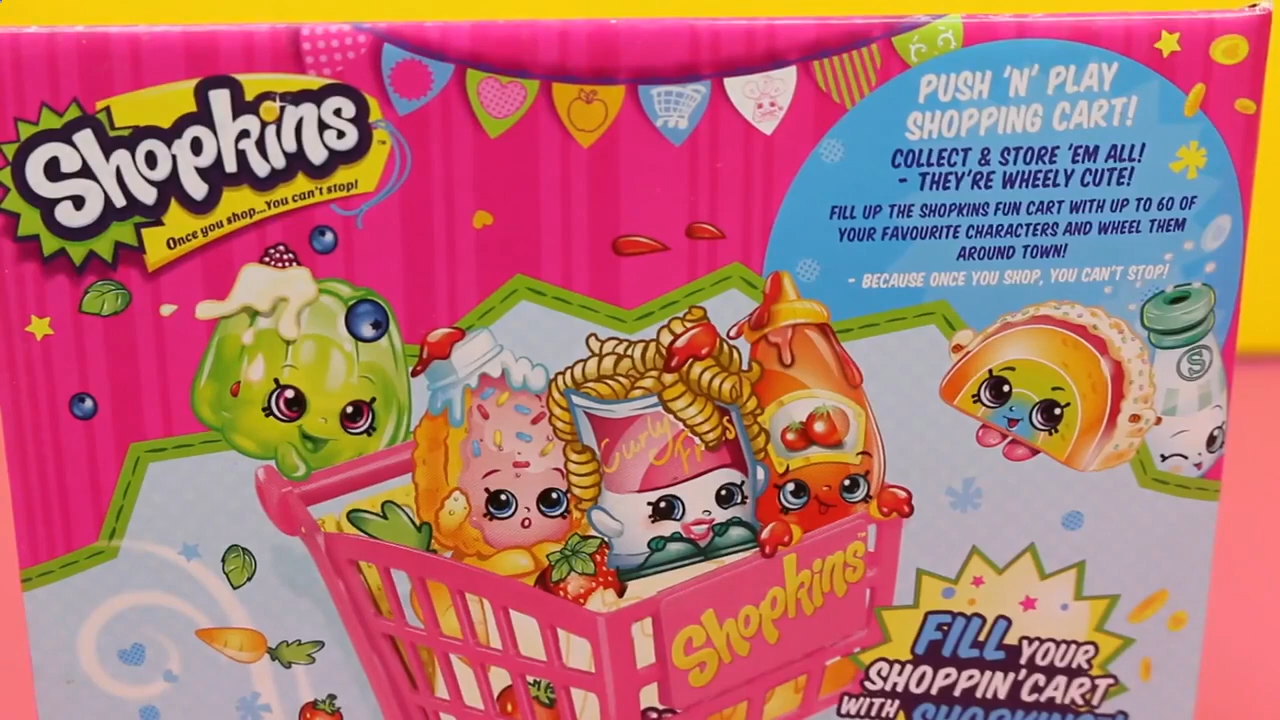 Shopkins
Once you shop...You can't stop!
PUSH 'N' PLAY
SHOPPING CART!
COLLECT & STORE 'EM ALL!
- THEY'RE WHEELY CUTE!
FILL UP THE SHOPKINS FUN CART WITH UP TO 60 OF
YOUR FAVOURITE CHARACTERS AND WHEEL THEM
AROUND TOWN!
- BECAUSE ONCE YOU SHOP, YOU CAN'T STOP!
S
Curly
Fries
Shopkins
FILL YOUR
SHOPPIN' CART
WITH SHOPKINS